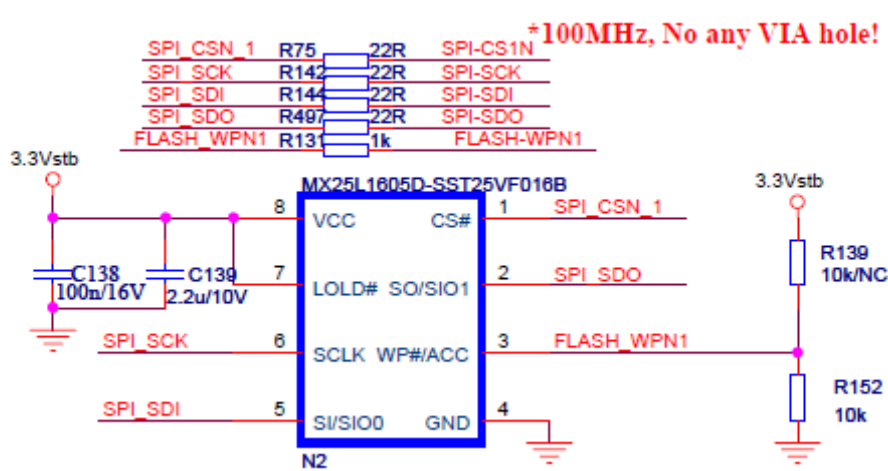 *100MHz, No any VIA hole!
SPI_CSN_1 R75 22R SPI-CS1N
SPI_SCK R142 22R SPI-SCK
SPI_SDI R144 22R SPI-SDI
SPI_SDO R497 22R SPI-SDO
FLASH_WPN1 R131 1k FLASH-WPN1
3.3Vstb
3.3Vstb
MX25L1605D-SST25VF016B
8 VCC CS# 1 SPI_CSN_1
R139
10k/NC
C138
100n/16V
C139
2.2u/10V
7 LOLD# SO/SIO1 2 SPI_SDO
SPI_SCK 6 SCLK WP#/ACC 3 FLASH_WPN1
R152
10k
SPI_SDI 5 SI/SIO0 GND 4
N2